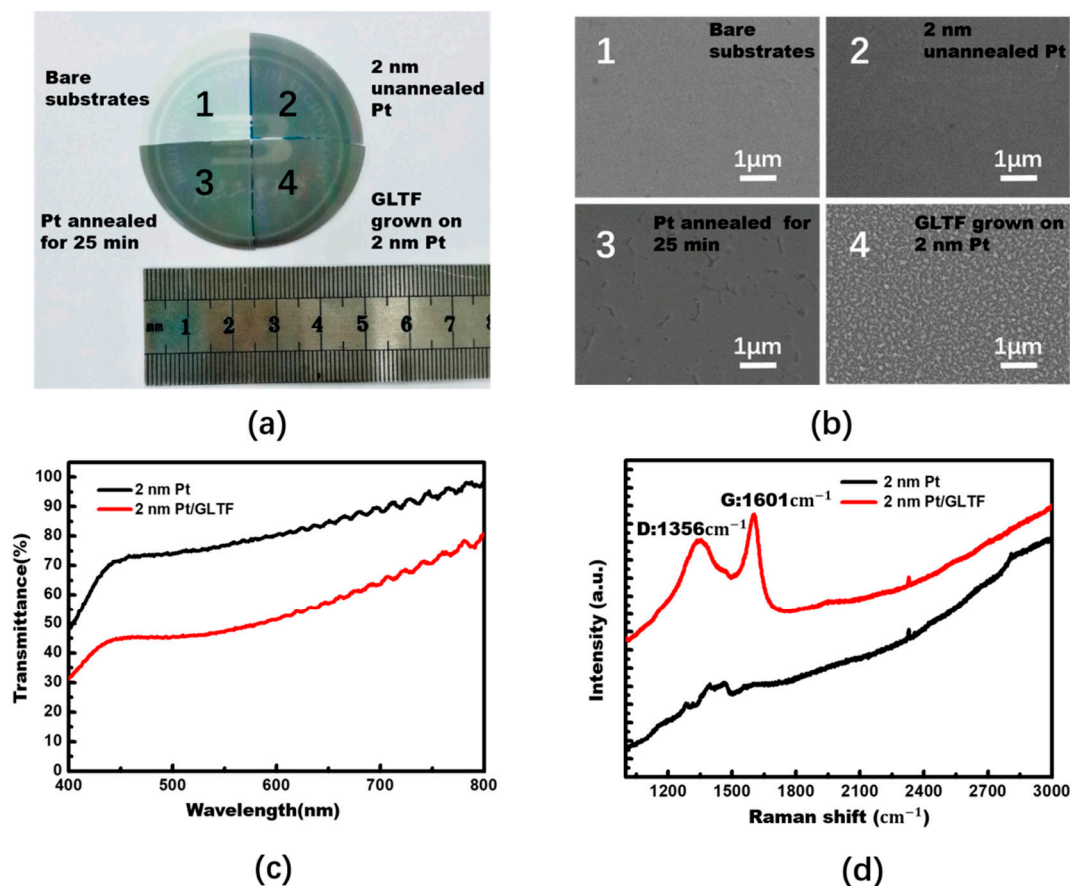 Bare
substrates
1
2
2 nm
unannealed
Pt
3
4
Pt annealed
for 25 min
GLTF
grown on
2 nm Pt
mm 1 2 3 4 5 6 7 8
(a)
1
Bare
substrates
1μm
2
2 nm
unannealed Pt
1μm
3
Pt annealed for
25 min
1μm
4
GLTF grown on
2 nm Pt
1μm
(b)
Transmittance(%)
100
90
80
70
60
50
40
30
20
10
0
2 nm Pt
2 nm Pt/GLTF
400 500 600 700 800
Wavelength(nm)
(c)
Intensity (a.u.)
2 nm Pt
2 nm Pt/GLTF
G:1601cm⁻¹
D:1356cm⁻¹
1200 1500 1800 2100 2400 2700 3000
Raman shift (cm⁻¹)
(d)